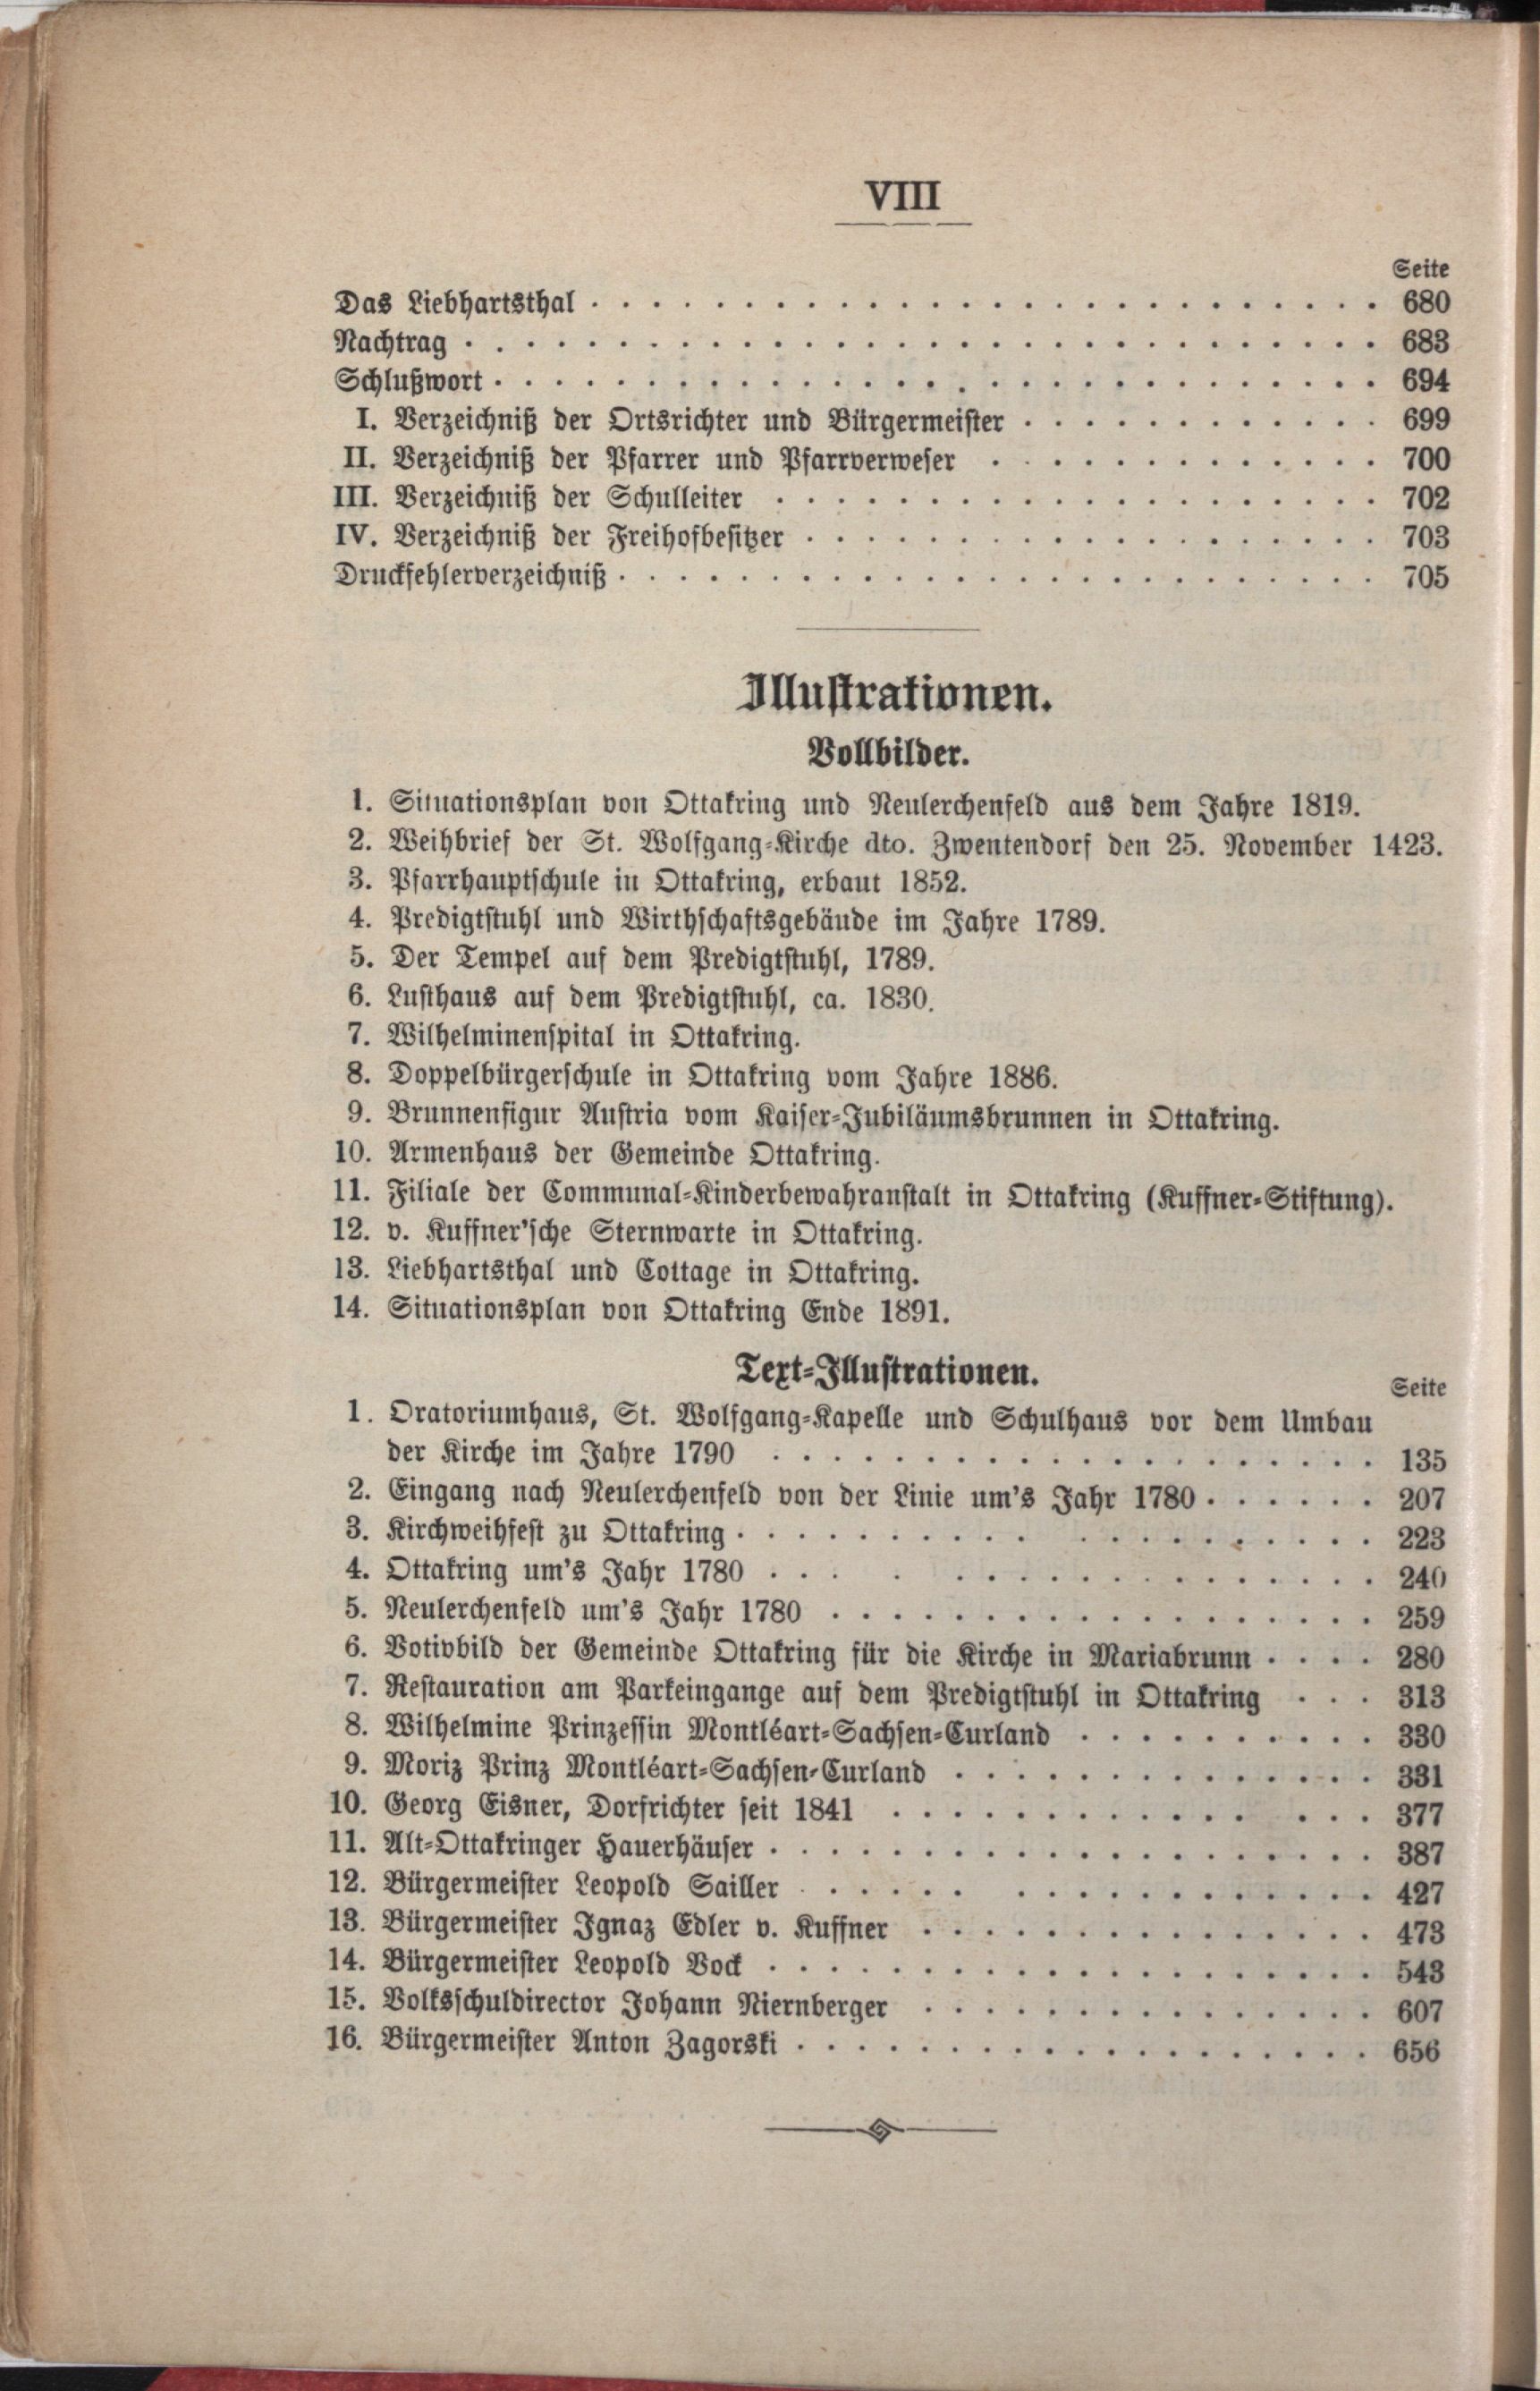 VIII
Seite
Das Liebhartsthal . . . . . . . . . . . . . . . . . . . . . . . . . . 680
Nachtrag . . . . . . . . . . . . . . . . . . . . . . . . . . . . . . 683
Schlußwort . . . . . . . . . . . . . . . . . . . . . . . . . . . . . 694
I. Verzeichniß der Ortsrichter und Bürgermeister . . . . . . . . . . . . 699
II. Verzeichniß der Pfarrer und Pfarrverweser . . . . . . . . . . . . . 700
III. Verzeichniß der Schulleiter . . . . . . . . . . . . . . . . . . . . 702
IV. Verzeichniß der Freihofbesitzer . . . . . . . . . . . . . . . . . . . 703
Druckfehlerverzeichniß . . . . . . . . . . . . . . . . . . . . . . . . . 705
Illustrationen.
Vollbilder.
1. Situationsplan von Ottakring und Neulerchenfeld aus dem Jahre 1819.
2. Weihbrief der St. Wolfgang-Kirche dto. Zwentendorf den 25. November 1423.
3. Pfarrhauptschule in Ottakring, erbaut 1852.
4. Predigtstuhl und Wirthschaftsgebäude im Jahre 1789.
5. Der Tempel auf dem Predigtstuhl, 1789.
6. Lusthaus auf dem Predigtstuhl, ca. 1830.
7. Wilhelminenspital in Ottakring.
8. Doppelbürgerschule in Ottakring vom Jahre 1886.
9. Brunnenfigur Austria vom Kaiser-Jubiläumsbrunnen in Ottakring.
10. Armenhaus der Gemeinde Ottakring.
11. Filiale der Communal-Kinderbewahranstalt in Ottakring (Kuffner-Stiftung).
12. v. Kuffner'sche Sternwarte in Ottakring.
13. Liebhartsthal und Cottage in Ottakring.
14. Situationsplan von Ottakring Ende 1891.
Text-Illustrationen.
Seite
1. Oratoriumhaus, St. Wolfgang-Kapelle und Schulhaus vor dem Umbau
der Kirche im Jahre 1790 . . . . . . . . . . . . . . . . . . . . 135
2. Eingang nach Neulerchenfeld von der Linie um's Jahr 1780 . . . . . . 207
3. Kirchweihfest zu Ottakring . . . . . . . . . . . . . . . . . . . . 223
4. Ottakring um's Jahr 1780 . . . . . . . . . . . . . . . . . . 240
5. Neulerchenfeld um's Jahr 1780 . . . . . . . . . . . . . . . . . . 259
6. Votivbild der Gemeinde Ottakring für die Kirche in Mariabrunn . . . . 280
7. Restauration am Parkeingange auf dem Predigtstuhl in Ottakring . . . 313
8. Wilhelmine Prinzessin Montléart-Sachsen-Curland . . . . . . . . . . 330
9. Moriz Prinz Montléart-Sachsen-Curland . . . . . . . . . . . . . . 331
10. Georg Eisner, Dorfrichter seit 1841 . . . . . . . . . . . . . . . 377
11. Alt-Ottakringer Hauerhäuser . . . . . . . . . . . . . . . . . . . . 387
12. Bürgermeister Leopold Sailler . . . . . . . . . . . . . . . . . . 427
13. Bürgermeister Ignaz Edler v. Kuffner . . . . . . . . . . . . . . . 473
14. Bürgermeister Leopold Bock . . . . . . . . . . . . . . . . . . . . 543
15. Volksschuldirector Johann Niernberger . . . . . . . . . . . . . . . 607
16. Bürgermeister Anton Zagorski . . . . . . . . . . . . . . . . . . . 656